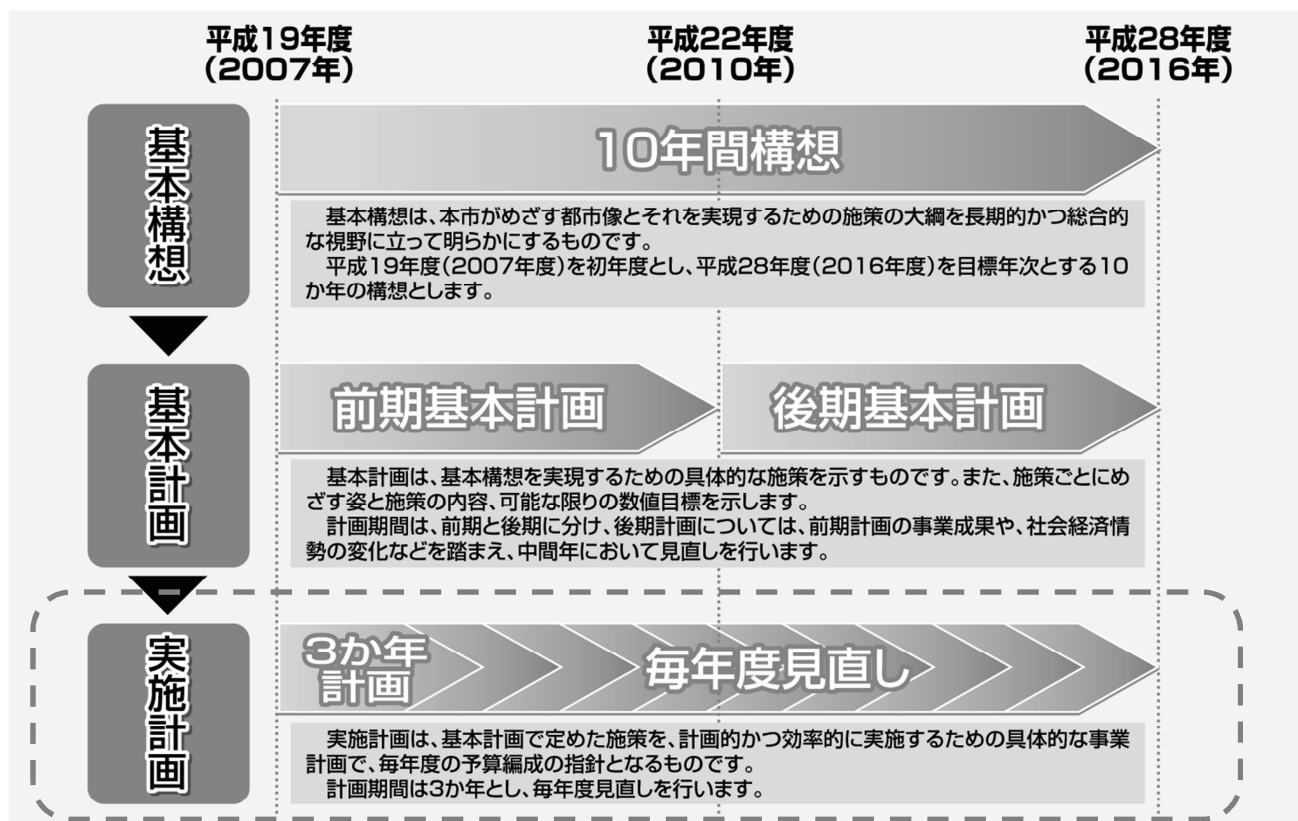 平成19年度
（2007年）
平成22年度
（2010年）
平成28年度
（2016年）
基本構想
10年間構想
基本構想は、本市がめざす都市像とそれを実現するための施策の大綱を長期的かつ総合的
な視野に立って明らかにするものです。
平成19年度（2007年度）を初年度とし、平成28年度（2016年度）を目標年次とする10
か年の構想とします。
基本計画
前期基本計画
後期基本計画
基本計画は、基本構想を実現するための具体的な施策を示すものです。また、施策ごとにめ
ざす姿と施策の内容、可能な限りの数値目標を示します。
計画期間は、前期と後期に分け、後期計画については、前期計画の事業成果や、社会経済情
勢の変化などを踏まえ、中間年において見直しを行います。
実施計画
3か年
計画
毎年度見直し
実施計画は、基本計画で定めた施策を、計画的かつ効率的に実施するための具体的な事業
計画で、毎年度の予算編成の指針となるものです。
計画期間は3か年とし、毎年度見直しを行います。